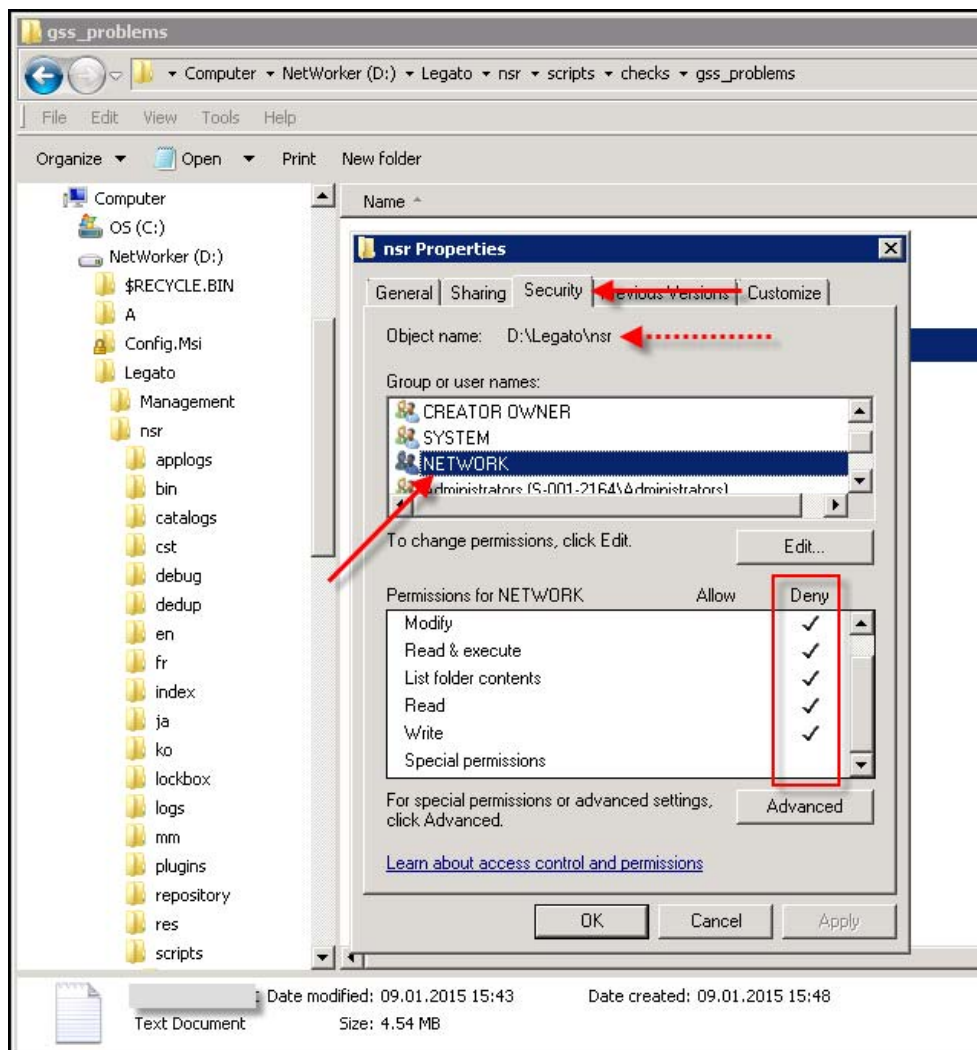 gss_problems
Computer NetWorker (D:) Legato nsr scripts checks gss_problems
File Edit View Tools Help
Organize Open Print New folder
Computer
OS (C:)
NetWorker (D:)
$RECYCLE.BIN
A
Config.Msi
Legato
Management
nsr
applogs
bin
catalogs
cst
debug
dedup
en
fr
index
ja
ko
lockbox
logs
mm
plugins
repository
res
scripts
Name
nsr Properties
General Sharing Security Previous Versions Customize
Object name: D:\Legato\nsr
Group or user names:
CREATOR OWNER
SYSTEM
NETWORK
Administrators (S-001-2164\Administrators)
To change permissions, click Edit.
Edit...
Permissions for NETWORK Allow Deny
Modify
Read & execute
List folder contents
Read
Write
Special permissions
For special permissions or advanced settings,
click Advanced.
Advanced
Learn about access control and permissions
OK Cancel Apply
Date modified: 09.01.2015 15:43 Date created: 09.01.2015 15:48
Text Document Size: 4.54 MB